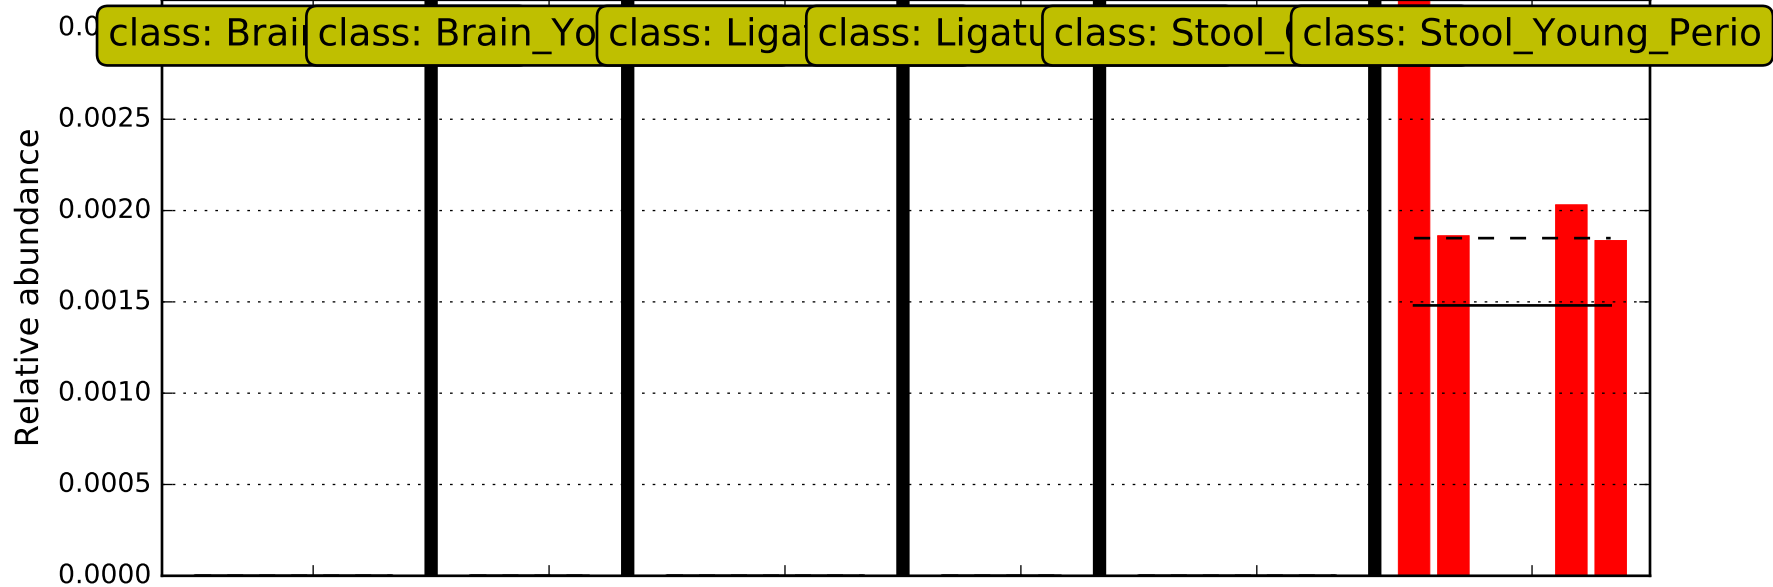 0.0
class: Brai
class: Brain_Yo
class: Liga
class: Ligatu
class: Stool_
class: Stool_Young_Perio
0.0025
0.0020
0.0015
0.0010
0.0005
0.0000
Relative abundance